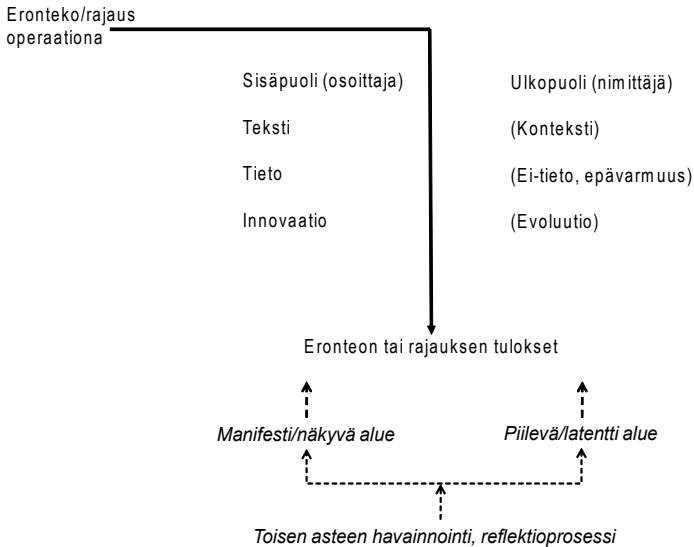 Eronteko/rajaus
operaationa
Sisäpuoli (osoittaja)
Ulkopuoli (nimittäjä)
Teksti
(Konteksti)
Tieto
(Ei-tieto, epävarmuus)
Innovaatio
(Evoluutio)
Eronteon tai rajauksen tulokset
Manifesti/näkyvä alue
Piilevä/latentti alue
Toisen asteen havainnointi, reflektioprosessi